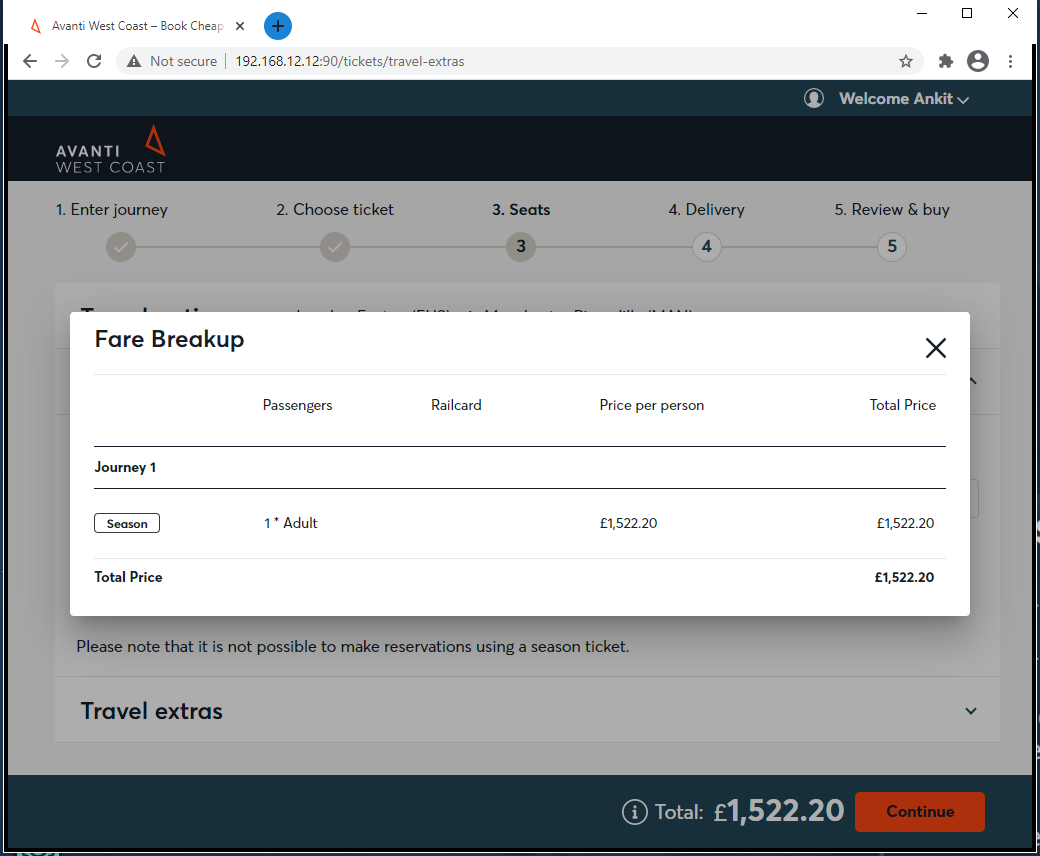 Avanti West Coast – Book Cheap
Not secure | 192.168.12.12:90/tickets/travel-extras
Welcome Ankit
AVANTI
WEST COAST
1. Enter journey 2. Choose ticket 3. Seats 4. Delivery 5. Review & buy
3 4 5
Fare Breakup
Passengers Railcard Price per person Total Price
Journey 1
Season 1 * Adult £1,522.20 £1,522.20
Total Price £1,522.20
Please note that it is not possible to make reservations using a season ticket.
Travel extras
Total: £1,522.20 Continue